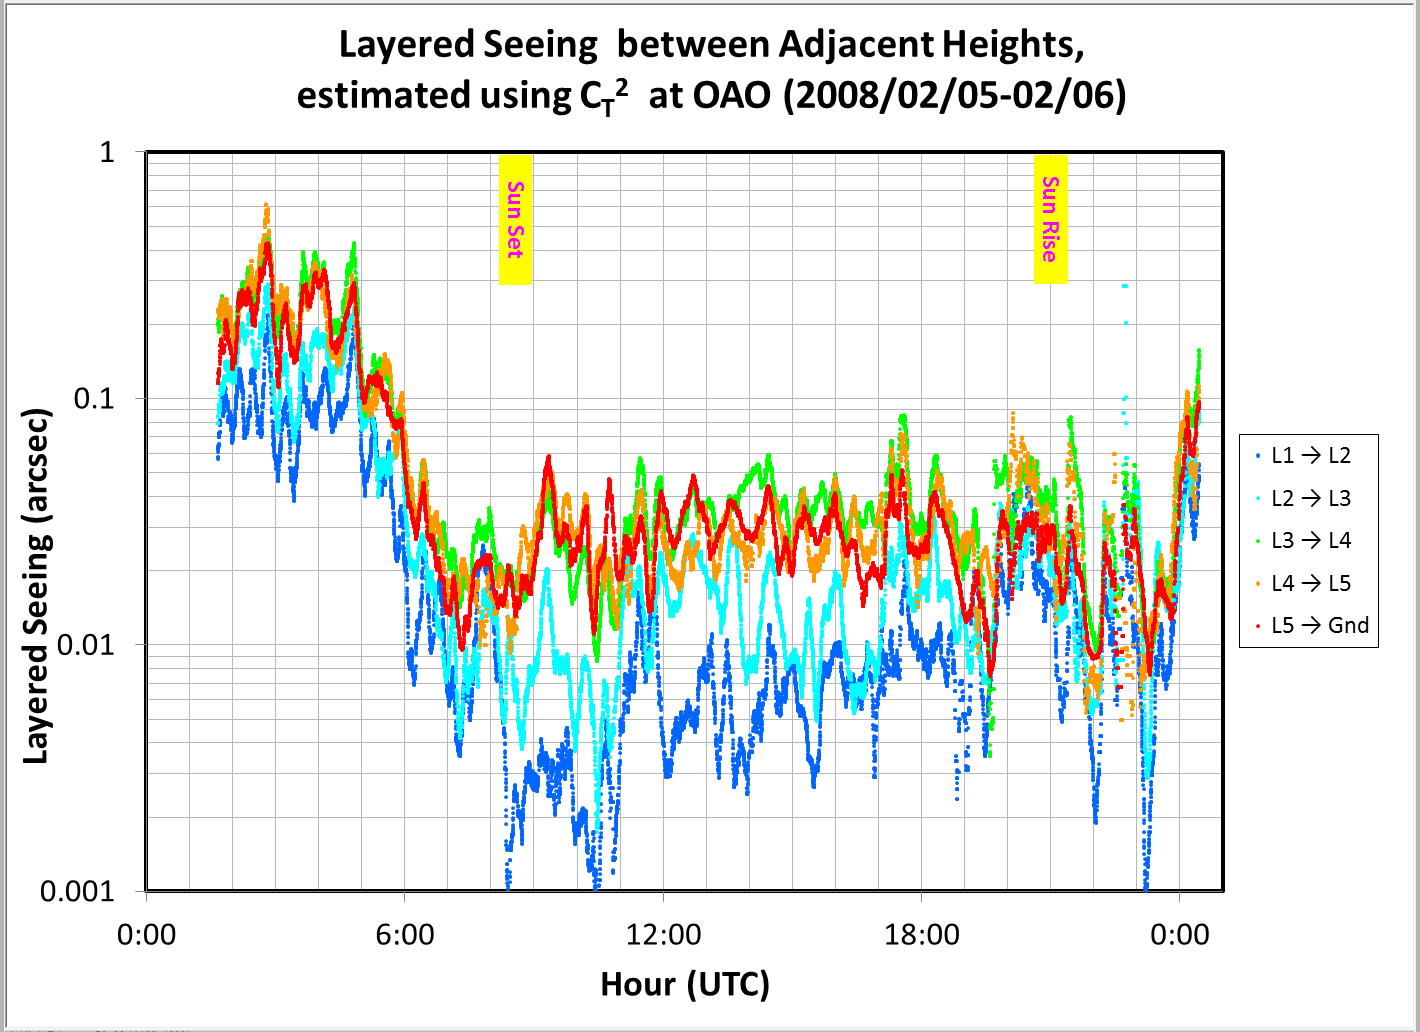 Layered Seeing between Adjacent Heights,
estimated using C_T^2 at OAO (2008/02/05-02/06)
Sun Set
Sun Rise
1
0.1
0.01
0.001
Layered Seeing (arcsec)
0:00
6:00
12:00
18:00
0:00
Hour (UTC)
L1 → L2
L2 → L3
L3 → L4
L4 → L5
L5 → Gnd